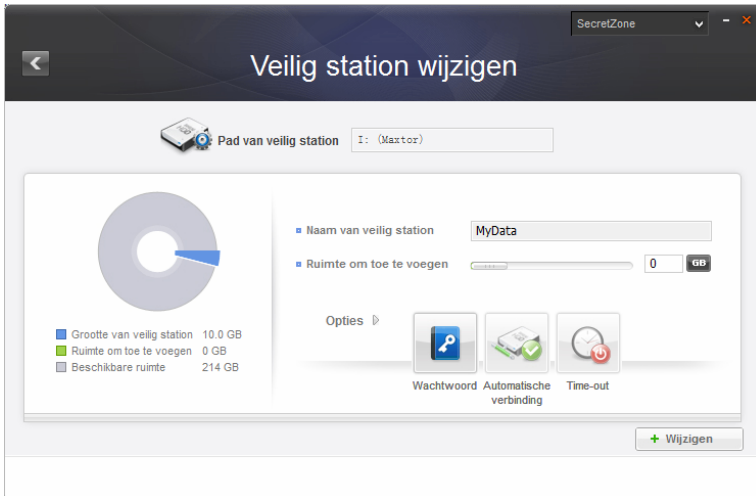 SecretZone
Veilig station wijzigen
Pad van veilig station I: (Maxtor)
Naam van veilig station MyData
Ruimte om toe te voegen 0 GB
Grootte van veilig station 10.0 GB
Ruimte om toe te voegen 0 GB
Beschikbare ruimte 214 GB
Opties
Wachtwoord Automatische verbinding Time-out
+ Wijzigen